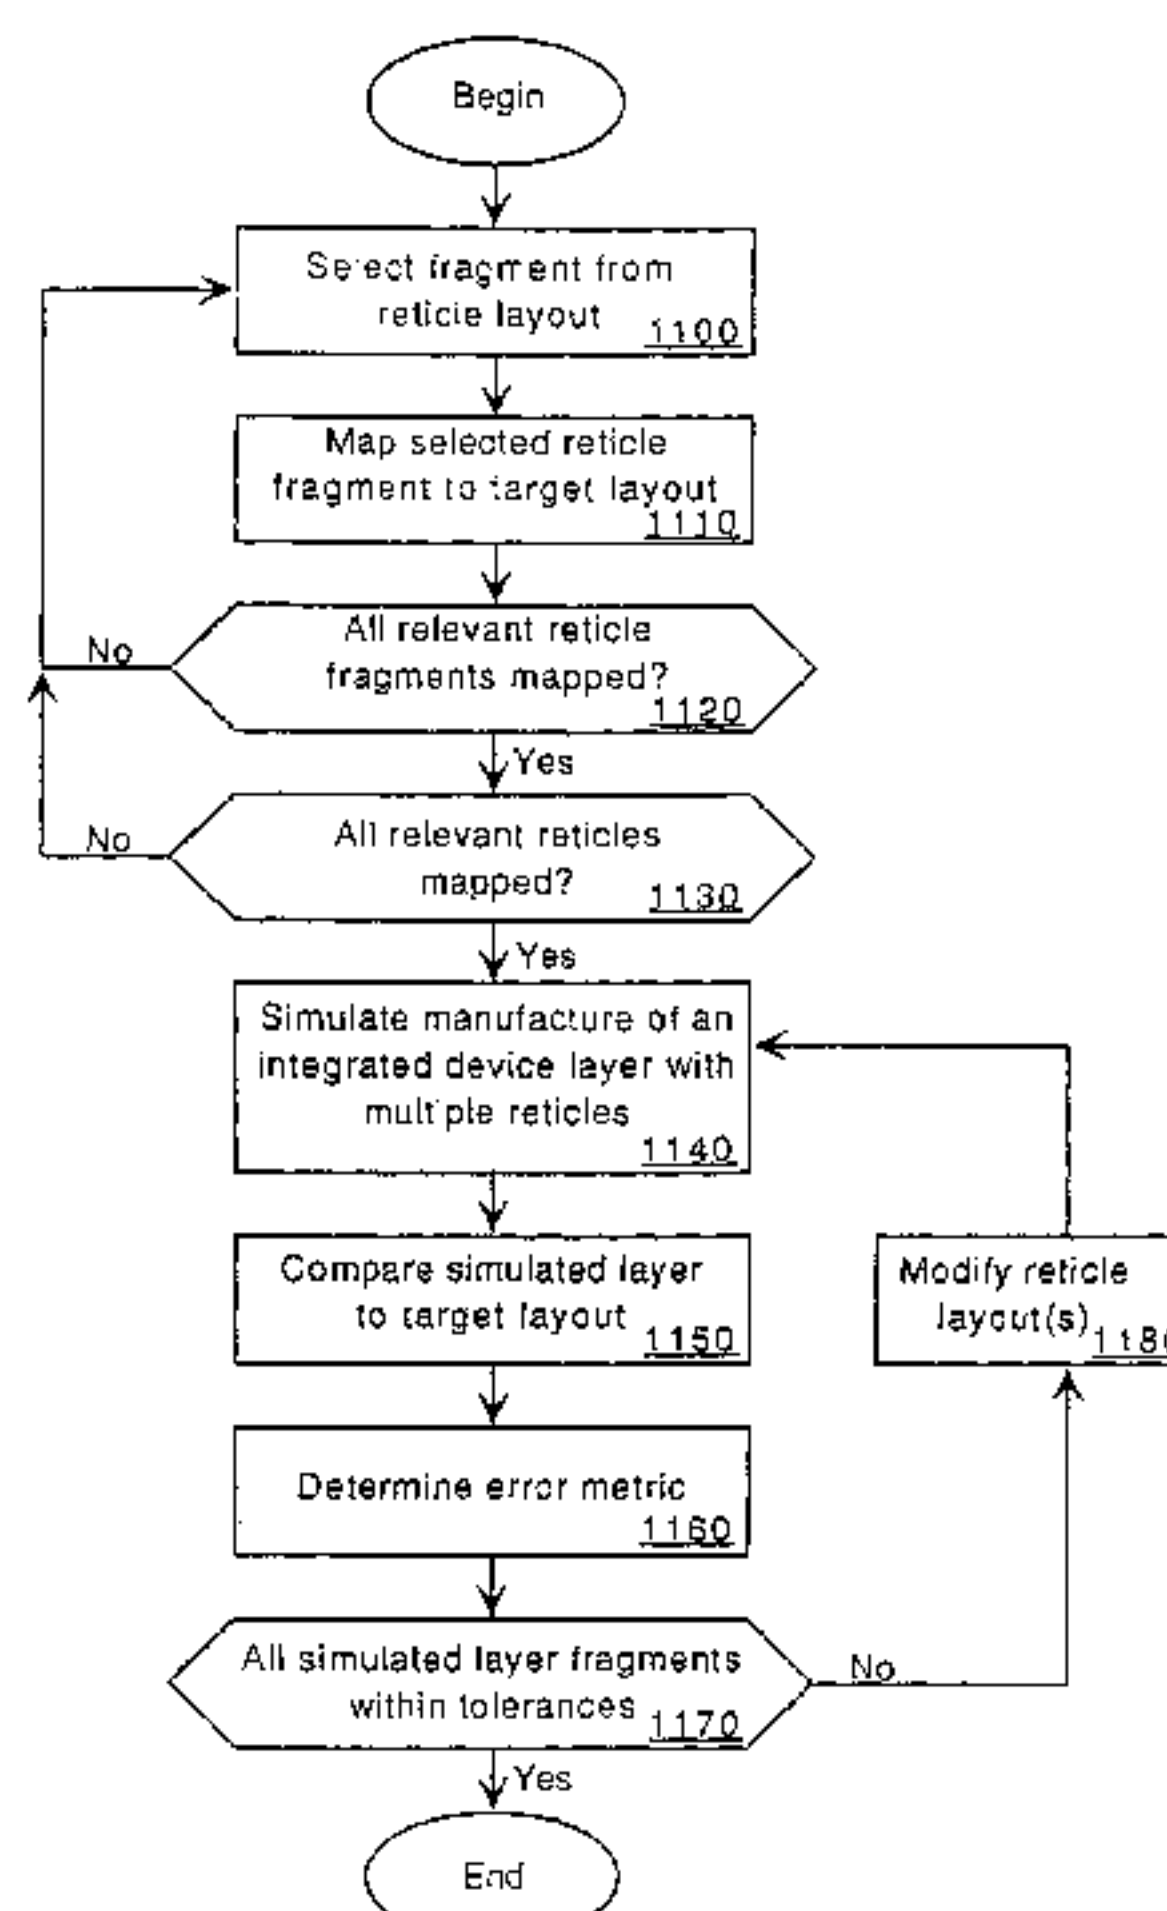 Begin
Select fragment from
reticle layout
1100
Map selected reticle
fragment to target layout
1110
All relevant reticle
fragments mapped?
1120
No
Yes
All relevant reticles
mapped?
1130
No
Yes
Simulate manufacture of an
integrated device layer with
multiple reticles
1140
Compare simulated layer
to target layout
1150
Modify reticle
layout(s)
Determine error metric
1160
All simulated layer fragments
within tolerances
1170
No
Yes
End